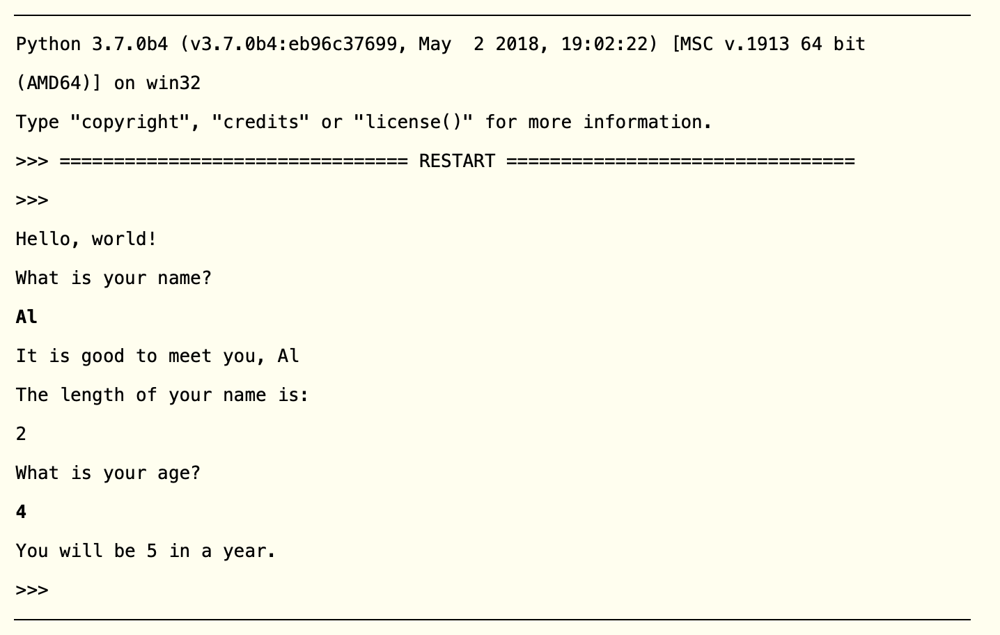 Python 3.7.0b4 (v3.7.0b4:eb96c37699, May  2 2018, 19:02:22) [MSC v.1913 64 bit
(AMD64)] on win32
Type "copyright", "credits" or "license()" for more information.
>>> ================================ RESTART ================================
>>>
Hello, world!
What is your name?
Al
It is good to meet you, Al
The length of your name is:
2
What is your age?
4
You will be 5 in a year.
>>>